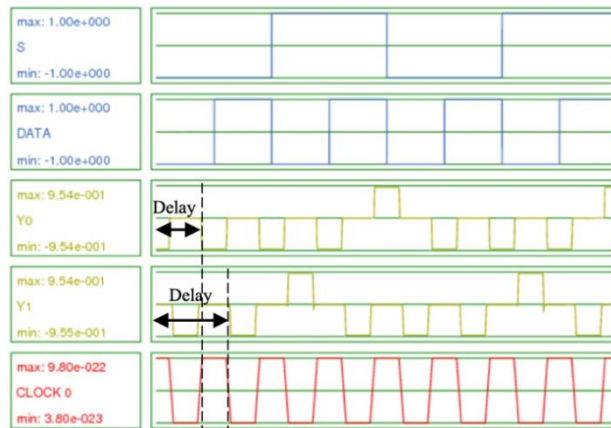 max: 1.00e+000
S
min: -1.00e+000
max: 1.00e+000
DATA
min: -1.00e+000
max: 9.54e-001
Y0
min: -9.54e-001
Delay
max: 9.54e-001
Y1
min: -9.55e-001
Delay
max: 9.80e-022
CLOCK 0
min: 3.80e-023